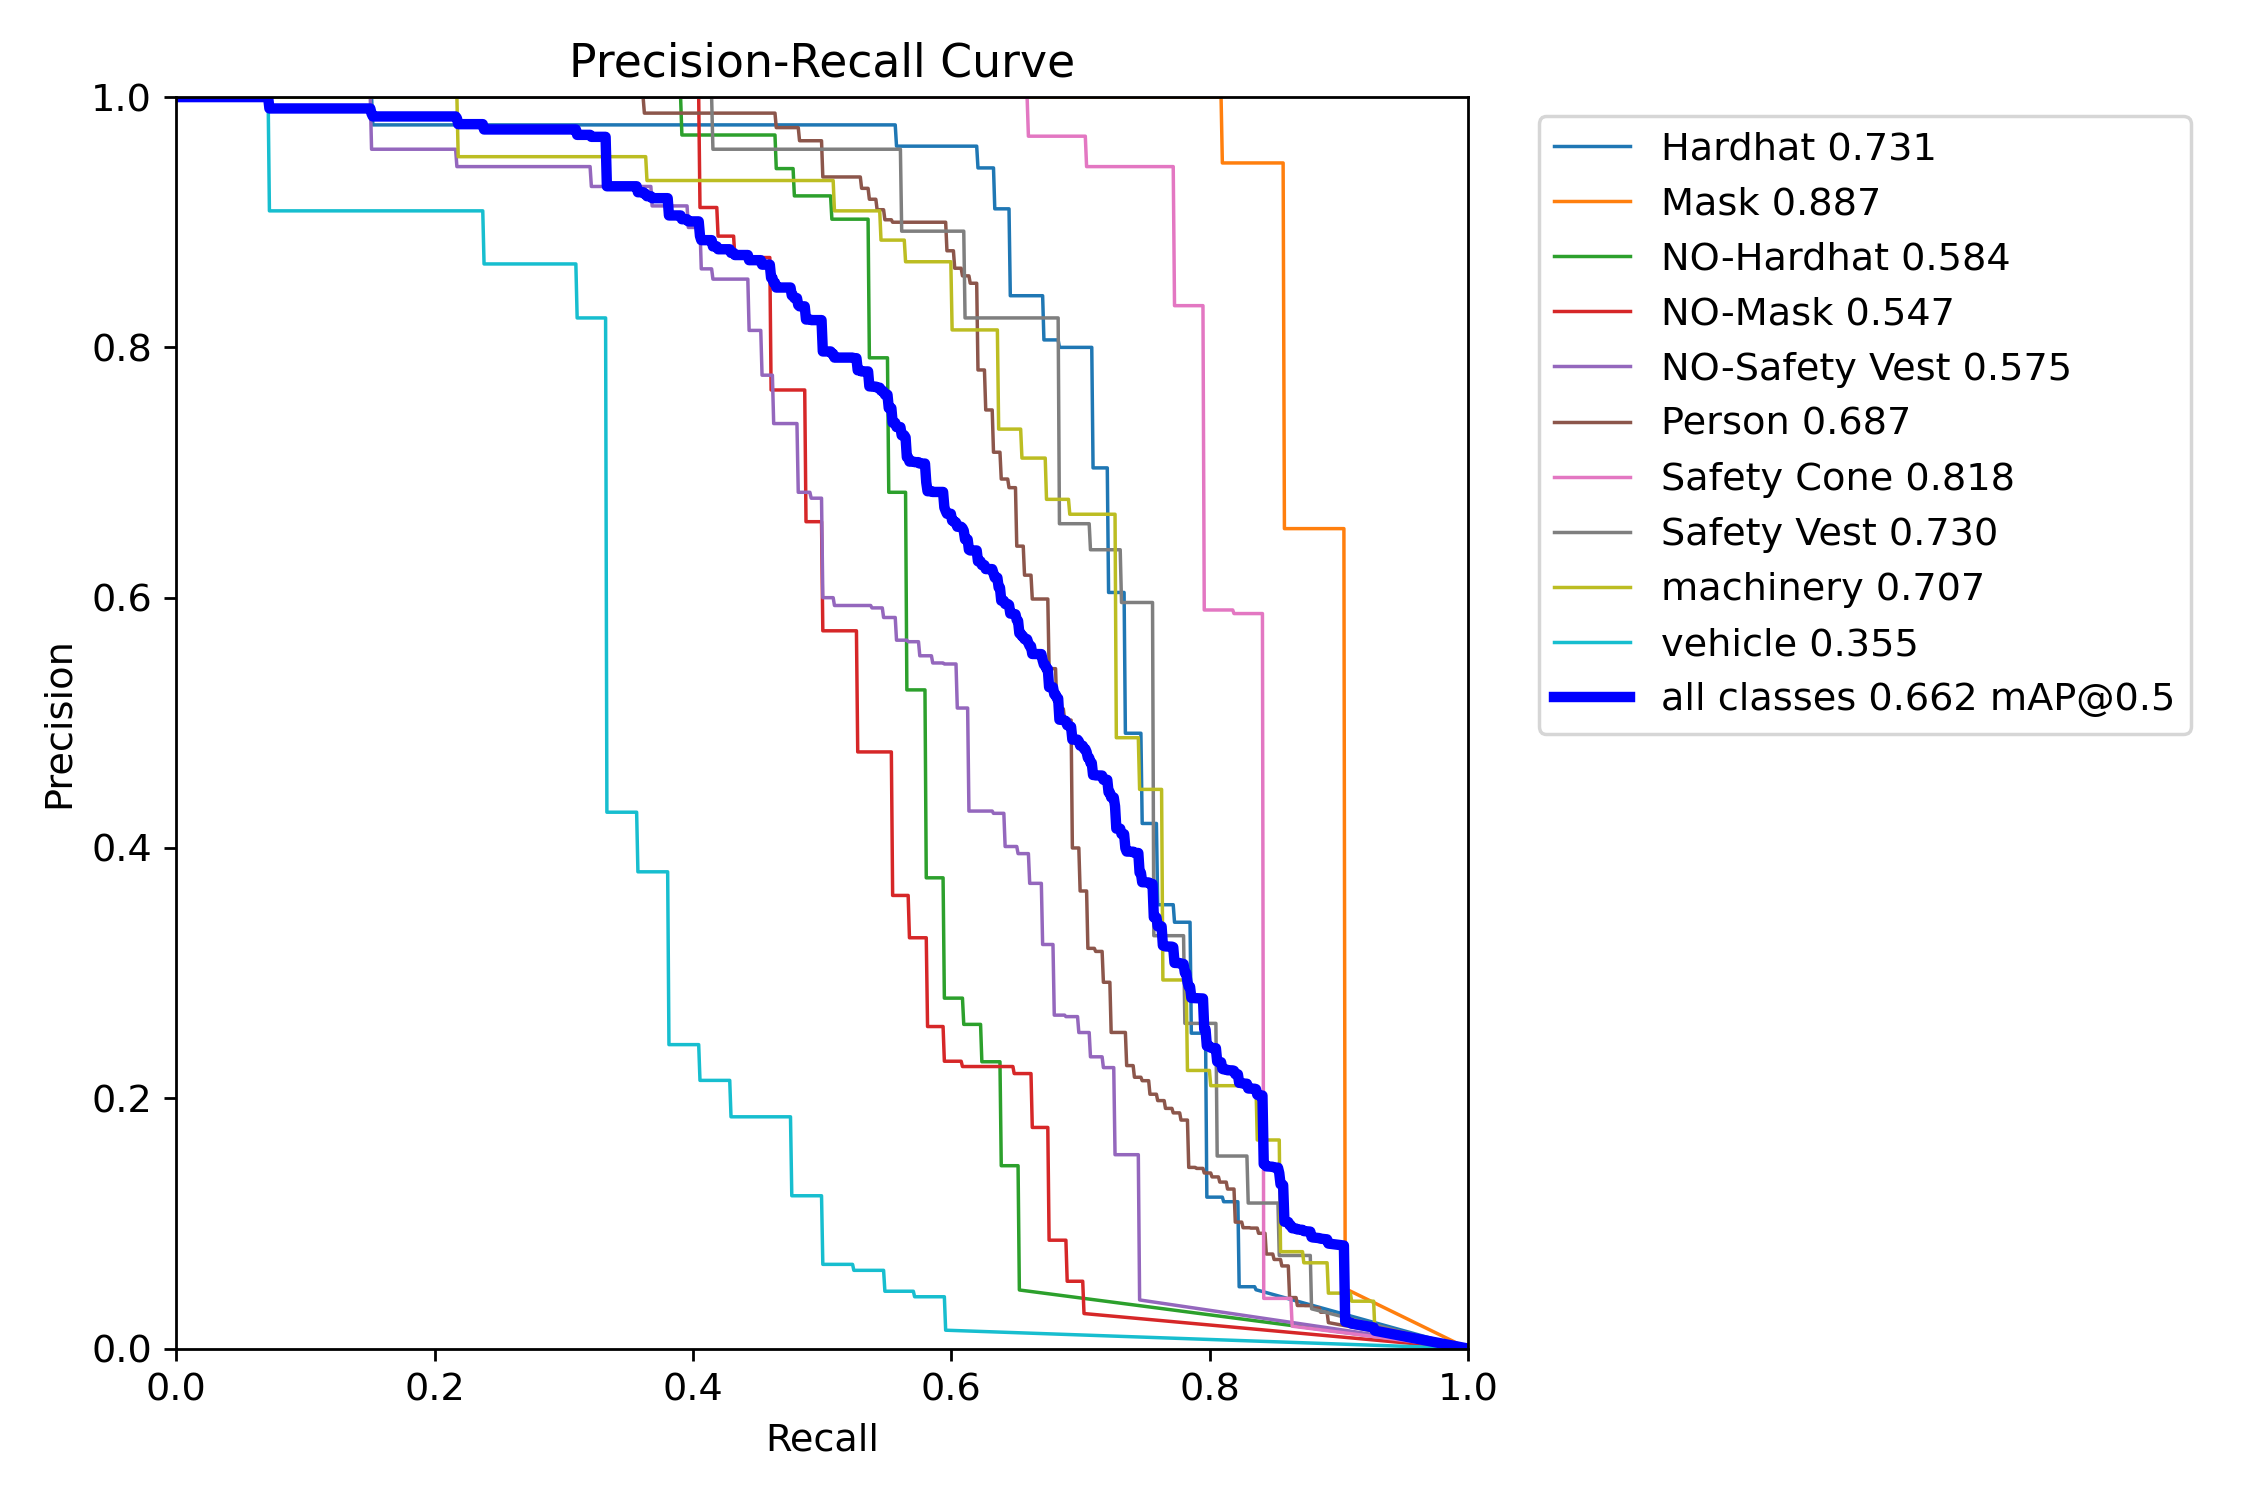 Precision-Recall Curve
1.0
0.8
0.6
0.4
0.2
0.0
Precision
0.0 0.2 0.4 0.6 0.8 1.0
Recall
Hardhat 0.731
Mask 0.887
NO-Hardhat 0.584
NO-Mask 0.547
NO-Safety Vest 0.575
Person 0.687
Safety Cone 0.818
Safety Vest 0.730
machinery 0.707
vehicle 0.355
all classes 0.662 mAP@0.5